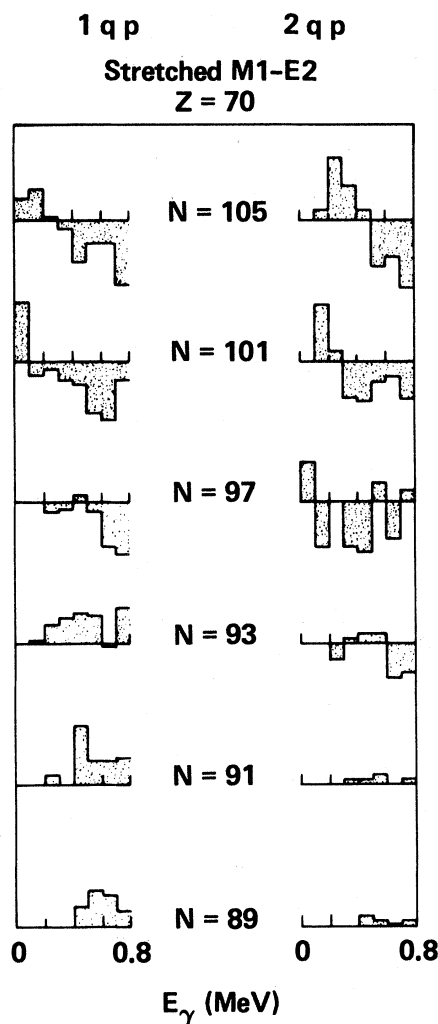 1 q p 2 q p
Stretched M1–E2
Z = 70
N = 105
N = 101
N = 97
N = 93
N = 91
N = 89
0 0.8 0 0.8
Eγ (MeV)